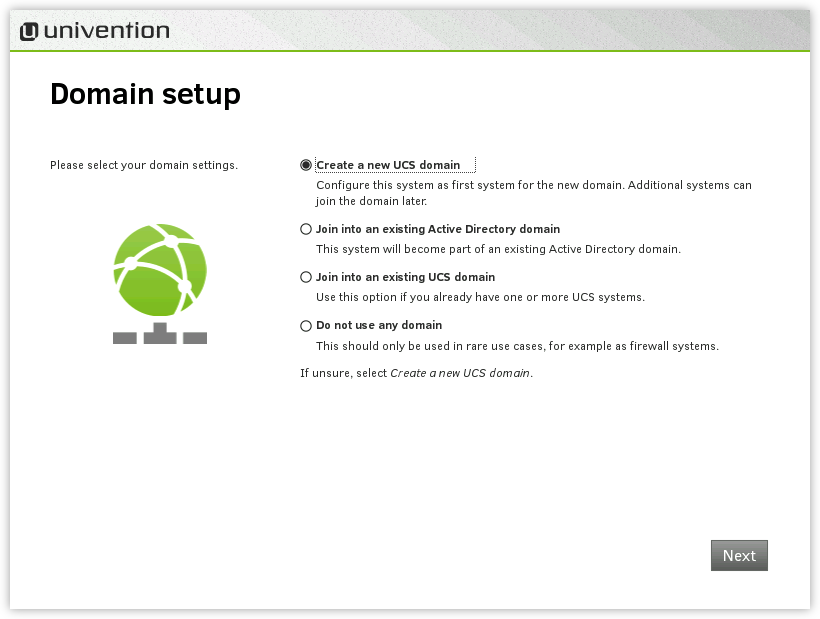 univention
Domain setup
Please select your domain settings.
Create a new UCS domain
Configure this system as first system for the new domain. Additional systems can
join the domain later.
Join into an existing Active Directory domain
This system will become part of an existing Active Directory domain.
Join into an existing UCS domain
Use this option if you already have one or more UCS systems.
Do not use any domain
This should only be used in rare use cases, for example as firewall systems.
If unsure, select Create a new UCS domain.
Next